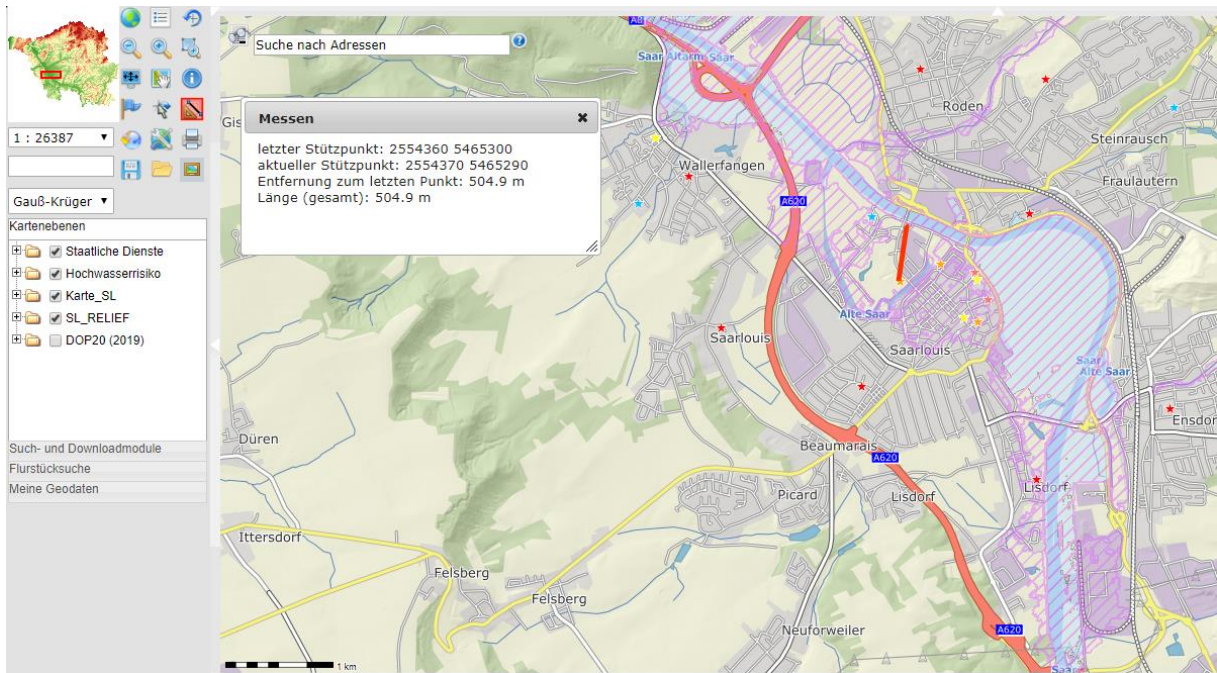 1 : 26387
Gauß-Krüger
Kartenebenen
Staatliche Dienste
Hochwasserrisiko
Karte_SL
SL_RELIEF
DOP20 (2019)
Such- und Downloadmodule
Flurstücksuche
Meine Geodaten
Suche nach Adressen
Messen
letzter Stützpunkt: 2554360 5465300
aktueller Stützpunkt: 2554370 5465290
Entfernung zum letzten Punkt: 504.9 m
Länge (gesamt): 504.9 m
A8
Saar Altarm Saar
Roden
Steinrausch
Gis
Wallerfangen
Fraulautern
A620
Alte Saar
Saarlouis
Saarlouis
Saar
Alte Saar
Ensdor
Düren
Beaumarais
A620
Picard
Lisdorf
Lisdorf
Ittersdorf
Felsberg
Felsberg
Neuforweiler
A620
1 km
Saar